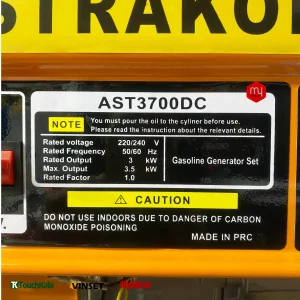 STRAKO
my
AST3700DC
NOTE You must pour the oil to the cyliner before use.
Please read the instruction about the relevant details.
Rated voltage 220/240 V
Rated Frequency 50/60 Hz
Rated Output 3 kW
Max. Output 3.5 kW
Rated Factor 1.0
Gasoline Generator Set
CAUTION
DO NOT USE INDOORS DUE TO DANGER OF CARBON
MONOXIDE POISONING
MADE IN PRC
VINSET